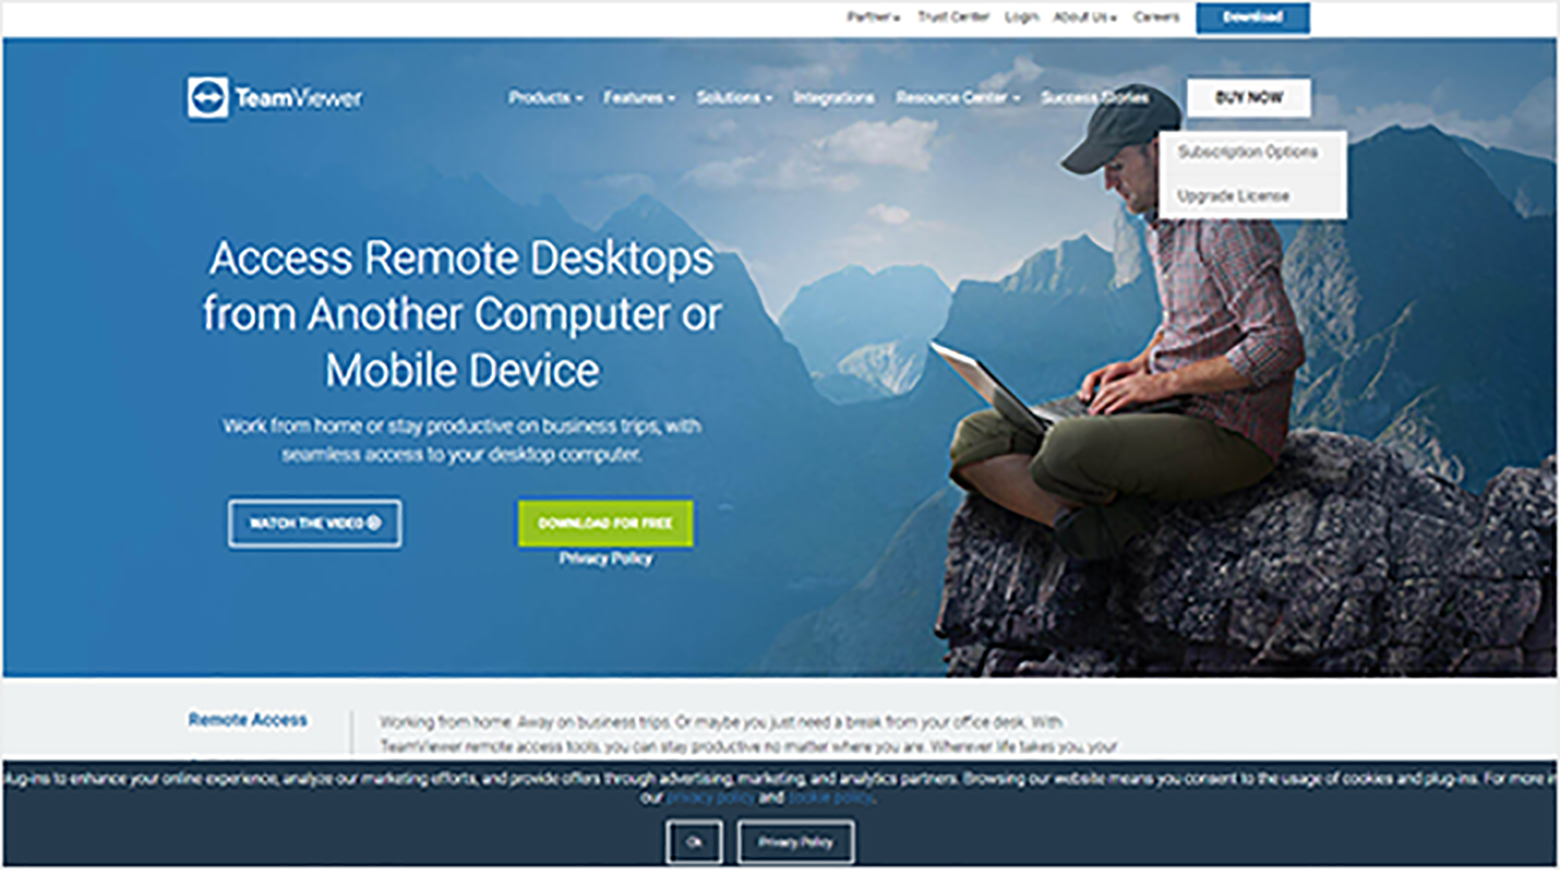 Partner Trust Center Login About Us Careers Download
TeamViewer Products Features Solutions Integrations Resource Center Success Stories BUY NOW
Subscription Options
Upgrade License
Access Remote Desktops
from Another Computer or
Mobile Device
Work from home or stay productive on business trips, with
seamless access to your desktop computer.
WATCH THE VIDEO
DOWNLOAD FOR FREE
Privacy Policy
Remote Access
Working from home. Away on business trips. Or maybe you just need a break from your office desk. With
TeamViewer remote access tools, you can stay productive no matter where you are. Wherever life takes you, your
plug-ins to enhance your online experience, analyze our marketing efforts, and provide offers through advertising, marketing, and analytics partners. Browsing our website means you consent to the usage of cookies and plug-ins. For more in
our privacy policy and cookie policy.
Ok Privacy Policy